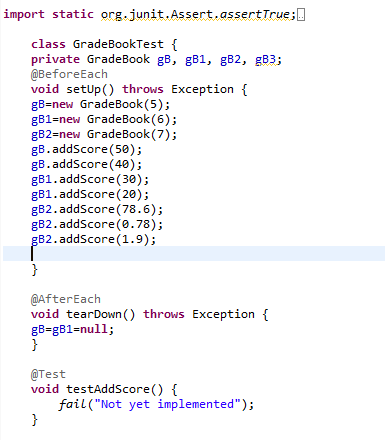 import static org.junit.Assert.assertTrue;
class GradeBookTest {
private GradeBook gB, gB1, gB2, gB3;
@BeforeEach
void setUp() throws Exception {
gB=new GradeBook(5);
gB1=new GradeBook(6);
gB2=new GradeBook(7);
gB.addScore(50);
gB.addScore(40);
gB1.addScore(30);
gB1.addScore(20);
gB2.addScore(78.6);
gB2.addScore(0.78);
gB2.addScore(1.9);
}
@AfterEach
void tearDown() throws Exception {
gB=gB1=null;
}
@Test
void testAddScore() {
fail("Not yet implemented");
}